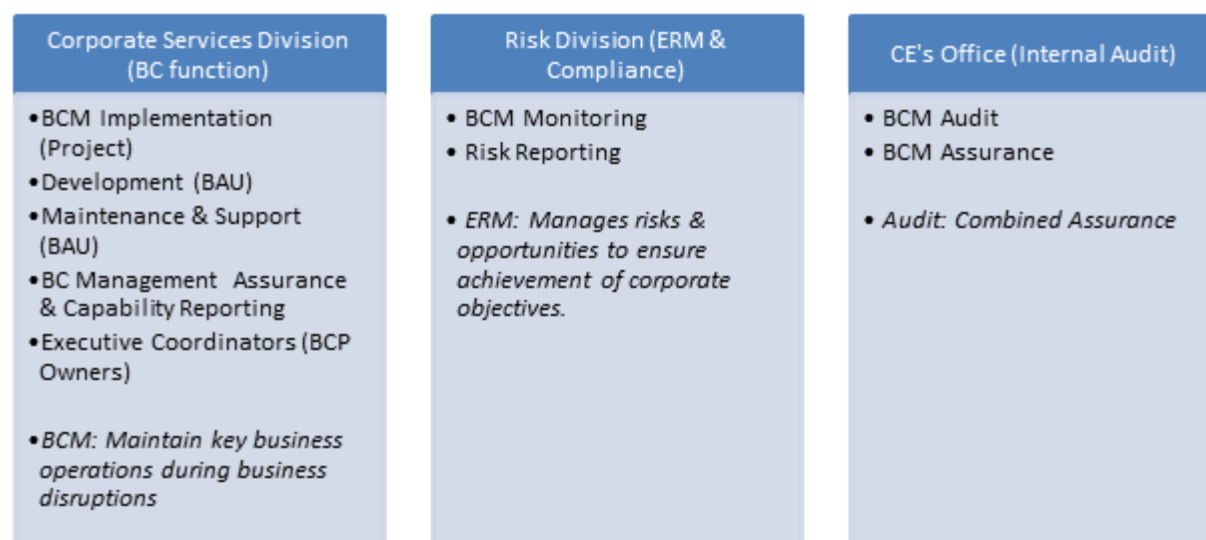 Corporate Services Division
(BC function)
•BCM Implementation
(Project)
•Development (BAU)
•Maintenance & Support
(BAU)
•BC Management Assurance
& Capability Reporting
•Executive Coordinators (BCP
Owners)
•BCM: Maintain key business
operations during business
disruptions
Risk Division (ERM &
Compliance)
• BCM Monitoring
• Risk Reporting
• ERM: Manages risks &
opportunities to ensure
achievement of corporate
objectives.
CE's Office (Internal Audit)
• BCM Audit
• BCM Assurance
• Audit: Combined Assurance